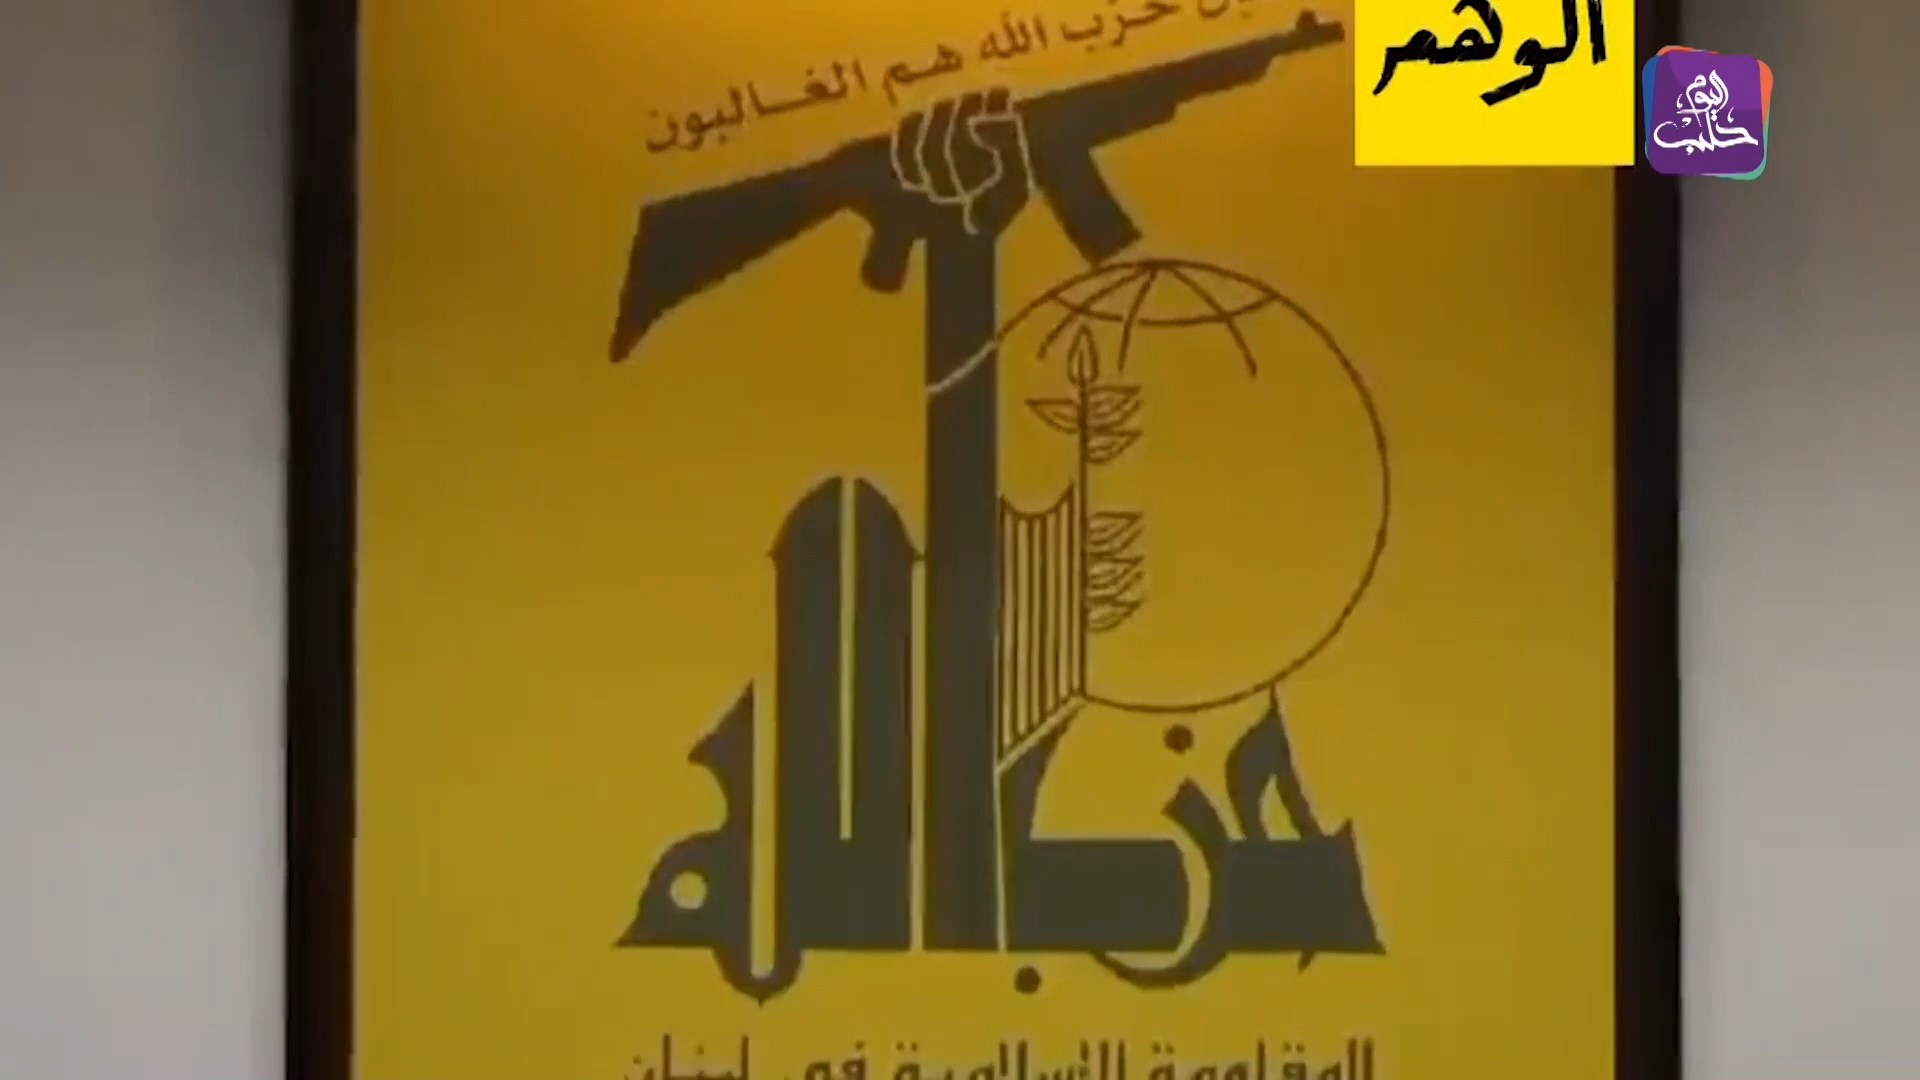 حزب الله هم الغالبون
الوهم
حلب اليوم
حزب الله
المقاومة الإسلامية في لبنان